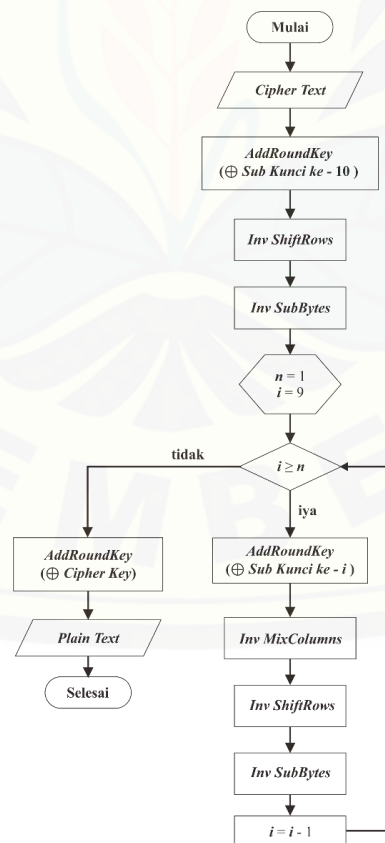 Mulai
Cipher Text
AddRoundKey
(⊕ Sub Kunci ke - 10 )
Inv ShiftRows
Inv SubBytes
n = 1
i = 9
i ≥ n
tidak
iya
AddRoundKey
(⊕ Cipher Key)
Plain Text
Selesai
AddRoundKey
(⊕ Sub Kunci ke - i )
Inv MixColumns
Inv ShiftRows
Inv SubBytes
i = i - 1